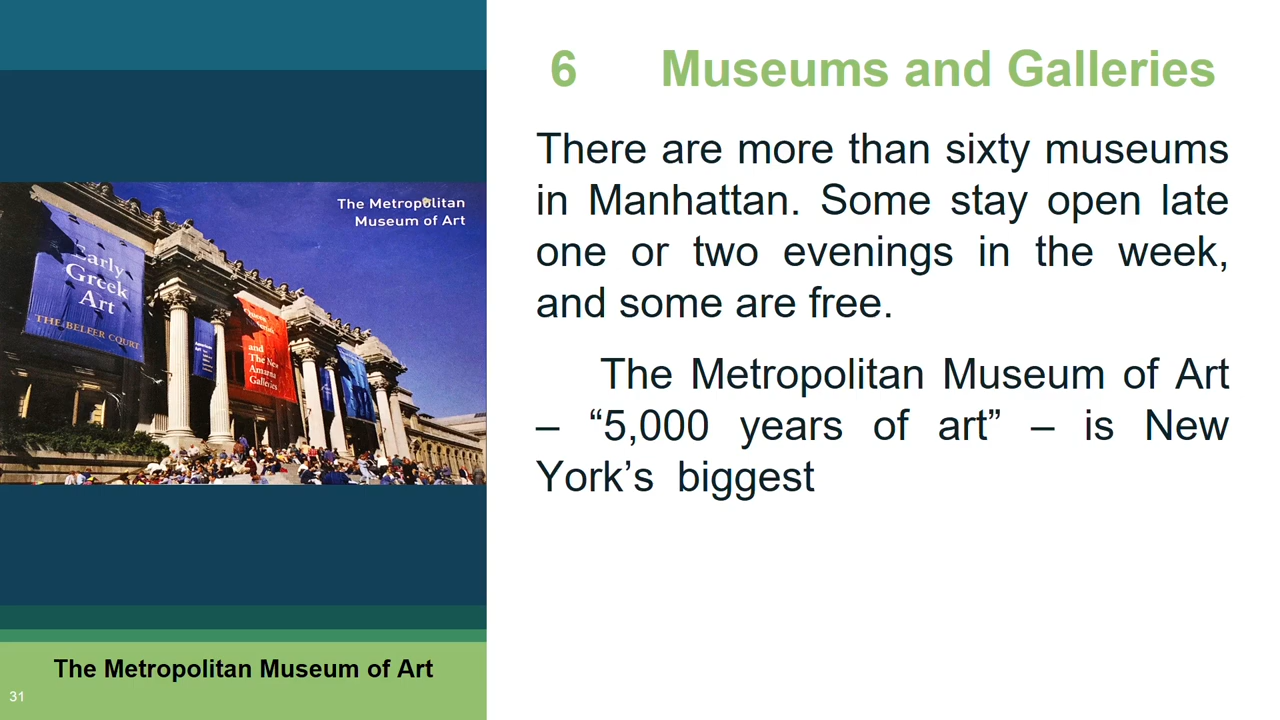 The Metropolitan
Museum of Art
Early
Greek
Art
THE BELFER COURT
and
The New
Amarna
Galleries
The Metropolitan Museum of Art
31
6 Museums and Galleries
There are more than sixty museums
in Manhattan. Some stay open late
one or two evenings in the week,
and some are free.
The Metropolitan Museum of Art
– “5,000 years of art” – is New
York’s biggest